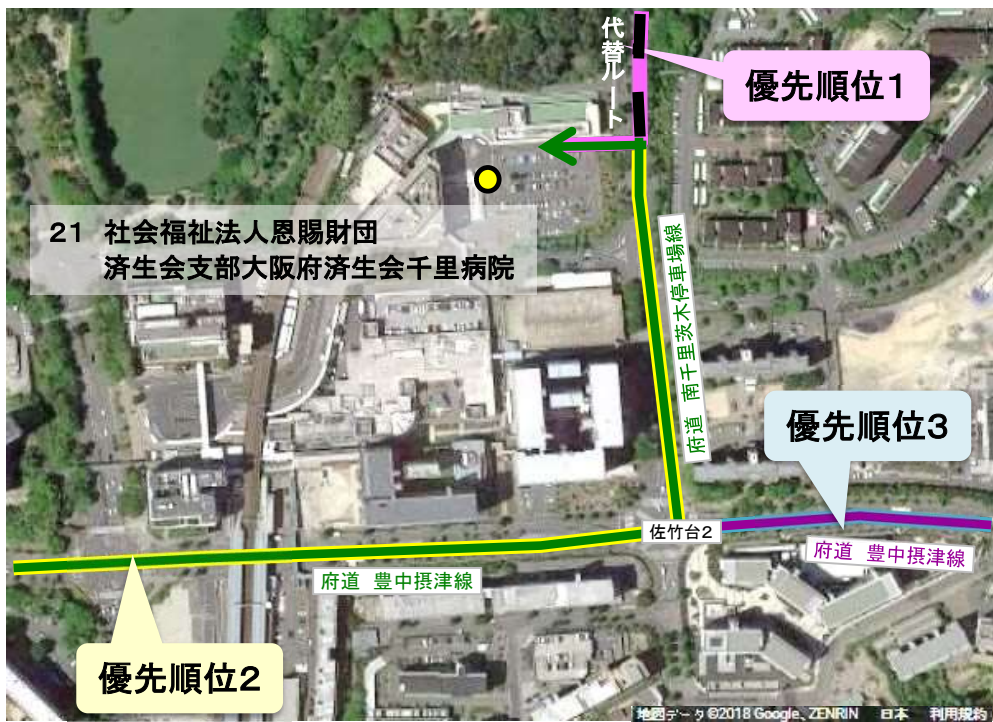 代替ルート
優先順位1
21 社会福祉法人恩賜財団
済生会支部大阪府済生会千里病院
府道 南千里茨木停車場線
優先順位3
佐竹台2
府道 豊中摂津線
府道 豊中摂津線
優先順位2
地図データ©2018 Google、ZENRIN 日本 利用規約